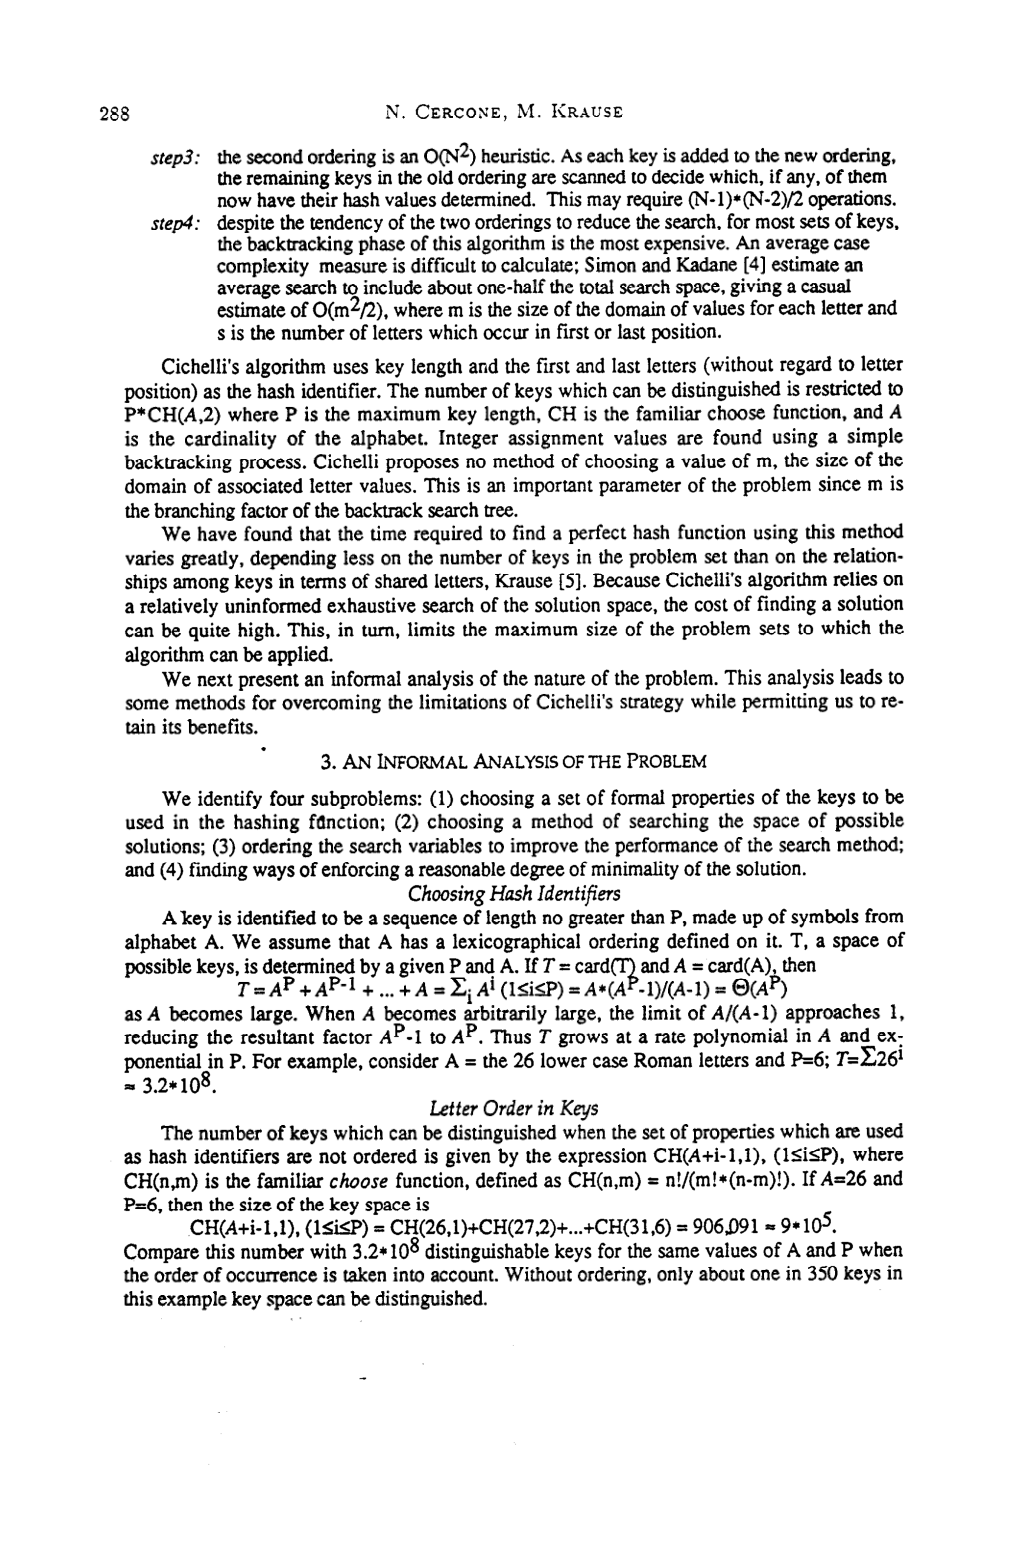 288
N. CERCONE, M. KRAUSE
step3: the second ordering is an O(N²) heuristic. As each key is added to the new ordering,
the remaining keys in the old ordering are scanned to decide which, if any, of them
now have their hash values determined. This may require (N-1)*(N-2)/2 operations.
step4: despite the tendency of the two orderings to reduce the search, for most sets of keys,
the backtracking phase of this algorithm is the most expensive. An average case
complexity measure is difficult to calculate; Simon and Kadane [4] estimate an
average search to include about one-half the total search space, giving a casual
estimate of O(m²/2), where m is the size of the domain of values for each letter and
s is the number of letters which occur in first or last position.
Cichelli's algorithm uses key length and the first and last letters (without regard to letter
position) as the hash identifier. The number of keys which can be distinguished is restricted to
P*CH(A,2) where P is the maximum key length, CH is the familiar choose function, and A
is the cardinality of the alphabet. Integer assignment values are found using a simple
backtracking process. Cichelli proposes no method of choosing a value of m, the size of the
domain of associated letter values. This is an important parameter of the problem since m is
the branching factor of the backtrack search tree.
We have found that the time required to find a perfect hash function using this method
varies greatly, depending less on the number of keys in the problem set than on the relation-
ships among keys in terms of shared letters, Krause [5]. Because Cichelli's algorithm relies on
a relatively uninformed exhaustive search of the solution space, the cost of finding a solution
can be quite high. This, in turn, limits the maximum size of the problem sets to which the
algorithm can be applied.
We next present an informal analysis of the nature of the problem. This analysis leads to
some methods for overcoming the limitations of Cichelli's strategy while permitting us to re-
tain its benefits.
3. AN INFORMAL ANALYSIS OF THE PROBLEM
We identify four subproblems: (1) choosing a set of formal properties of the keys to be
used in the hashing function; (2) choosing a method of searching the space of possible
solutions; (3) ordering the search variables to improve the performance of the search method;
and (4) finding ways of enforcing a reasonable degree of minimality of the solution.
Choosing Hash Identifiers
A key is identified to be a sequence of length no greater than P, made up of symbols from
alphabet A. We assume that A has a lexicographical ordering defined on it. T, a space of
possible keys, is determined by a given P and A. If T = card(T) and A = card(A), then
T = A^P + A^P-1 + ... + A = Σi A^i (1≤i≤P) = A*(A^P-1)/(A-1) = Θ(A^P)
as A becomes large. When A becomes arbitrarily large, the limit of A/(A-1) approaches 1,
reducing the resultant factor A^P-1 to A^P. Thus T grows at a rate polynomial in A and ex-
ponential in P. For example, consider A = the 26 lower case Roman letters and P=6; T=Σ26^i
≈ 3.2*10⁸.
Letter Order in Keys
The number of keys which can be distinguished when the set of properties which are used
as hash identifiers are not ordered is given by the expression CH(A+i-1,1), (1≤i≤P), where
CH(n,m) is the familiar choose function, defined as CH(n,m) = n!/(m!*(n-m)!). If A=26 and
P=6, then the size of the key space is
CH(A+i-1,1), (1≤i≤P) = CH(26,1)+CH(27,2)+...+CH(31,6) = 906,091 ≈ 9*10⁵.
Compare this number with 3.2*10⁸ distinguishable keys for the same values of A and P when
the order of occurrence is taken into account. Without ordering, only about one in 350 keys in
this example key space can be distinguished.